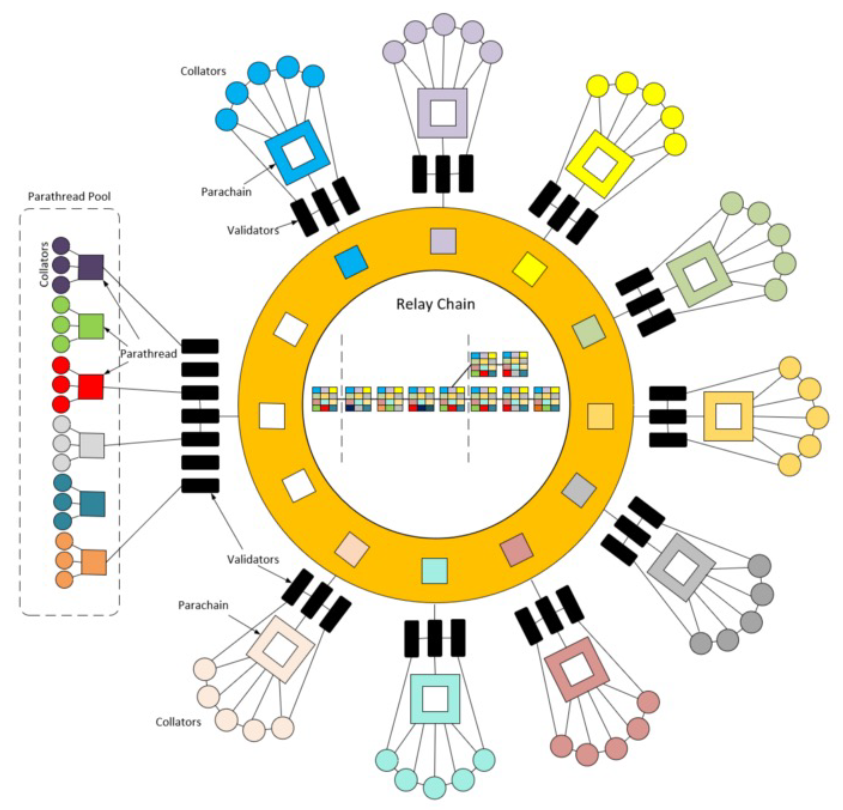 Collators
Parachain
Validators
Parathread Pool
Collators
Parathread
Relay Chain
Validators
Parachain
Collators